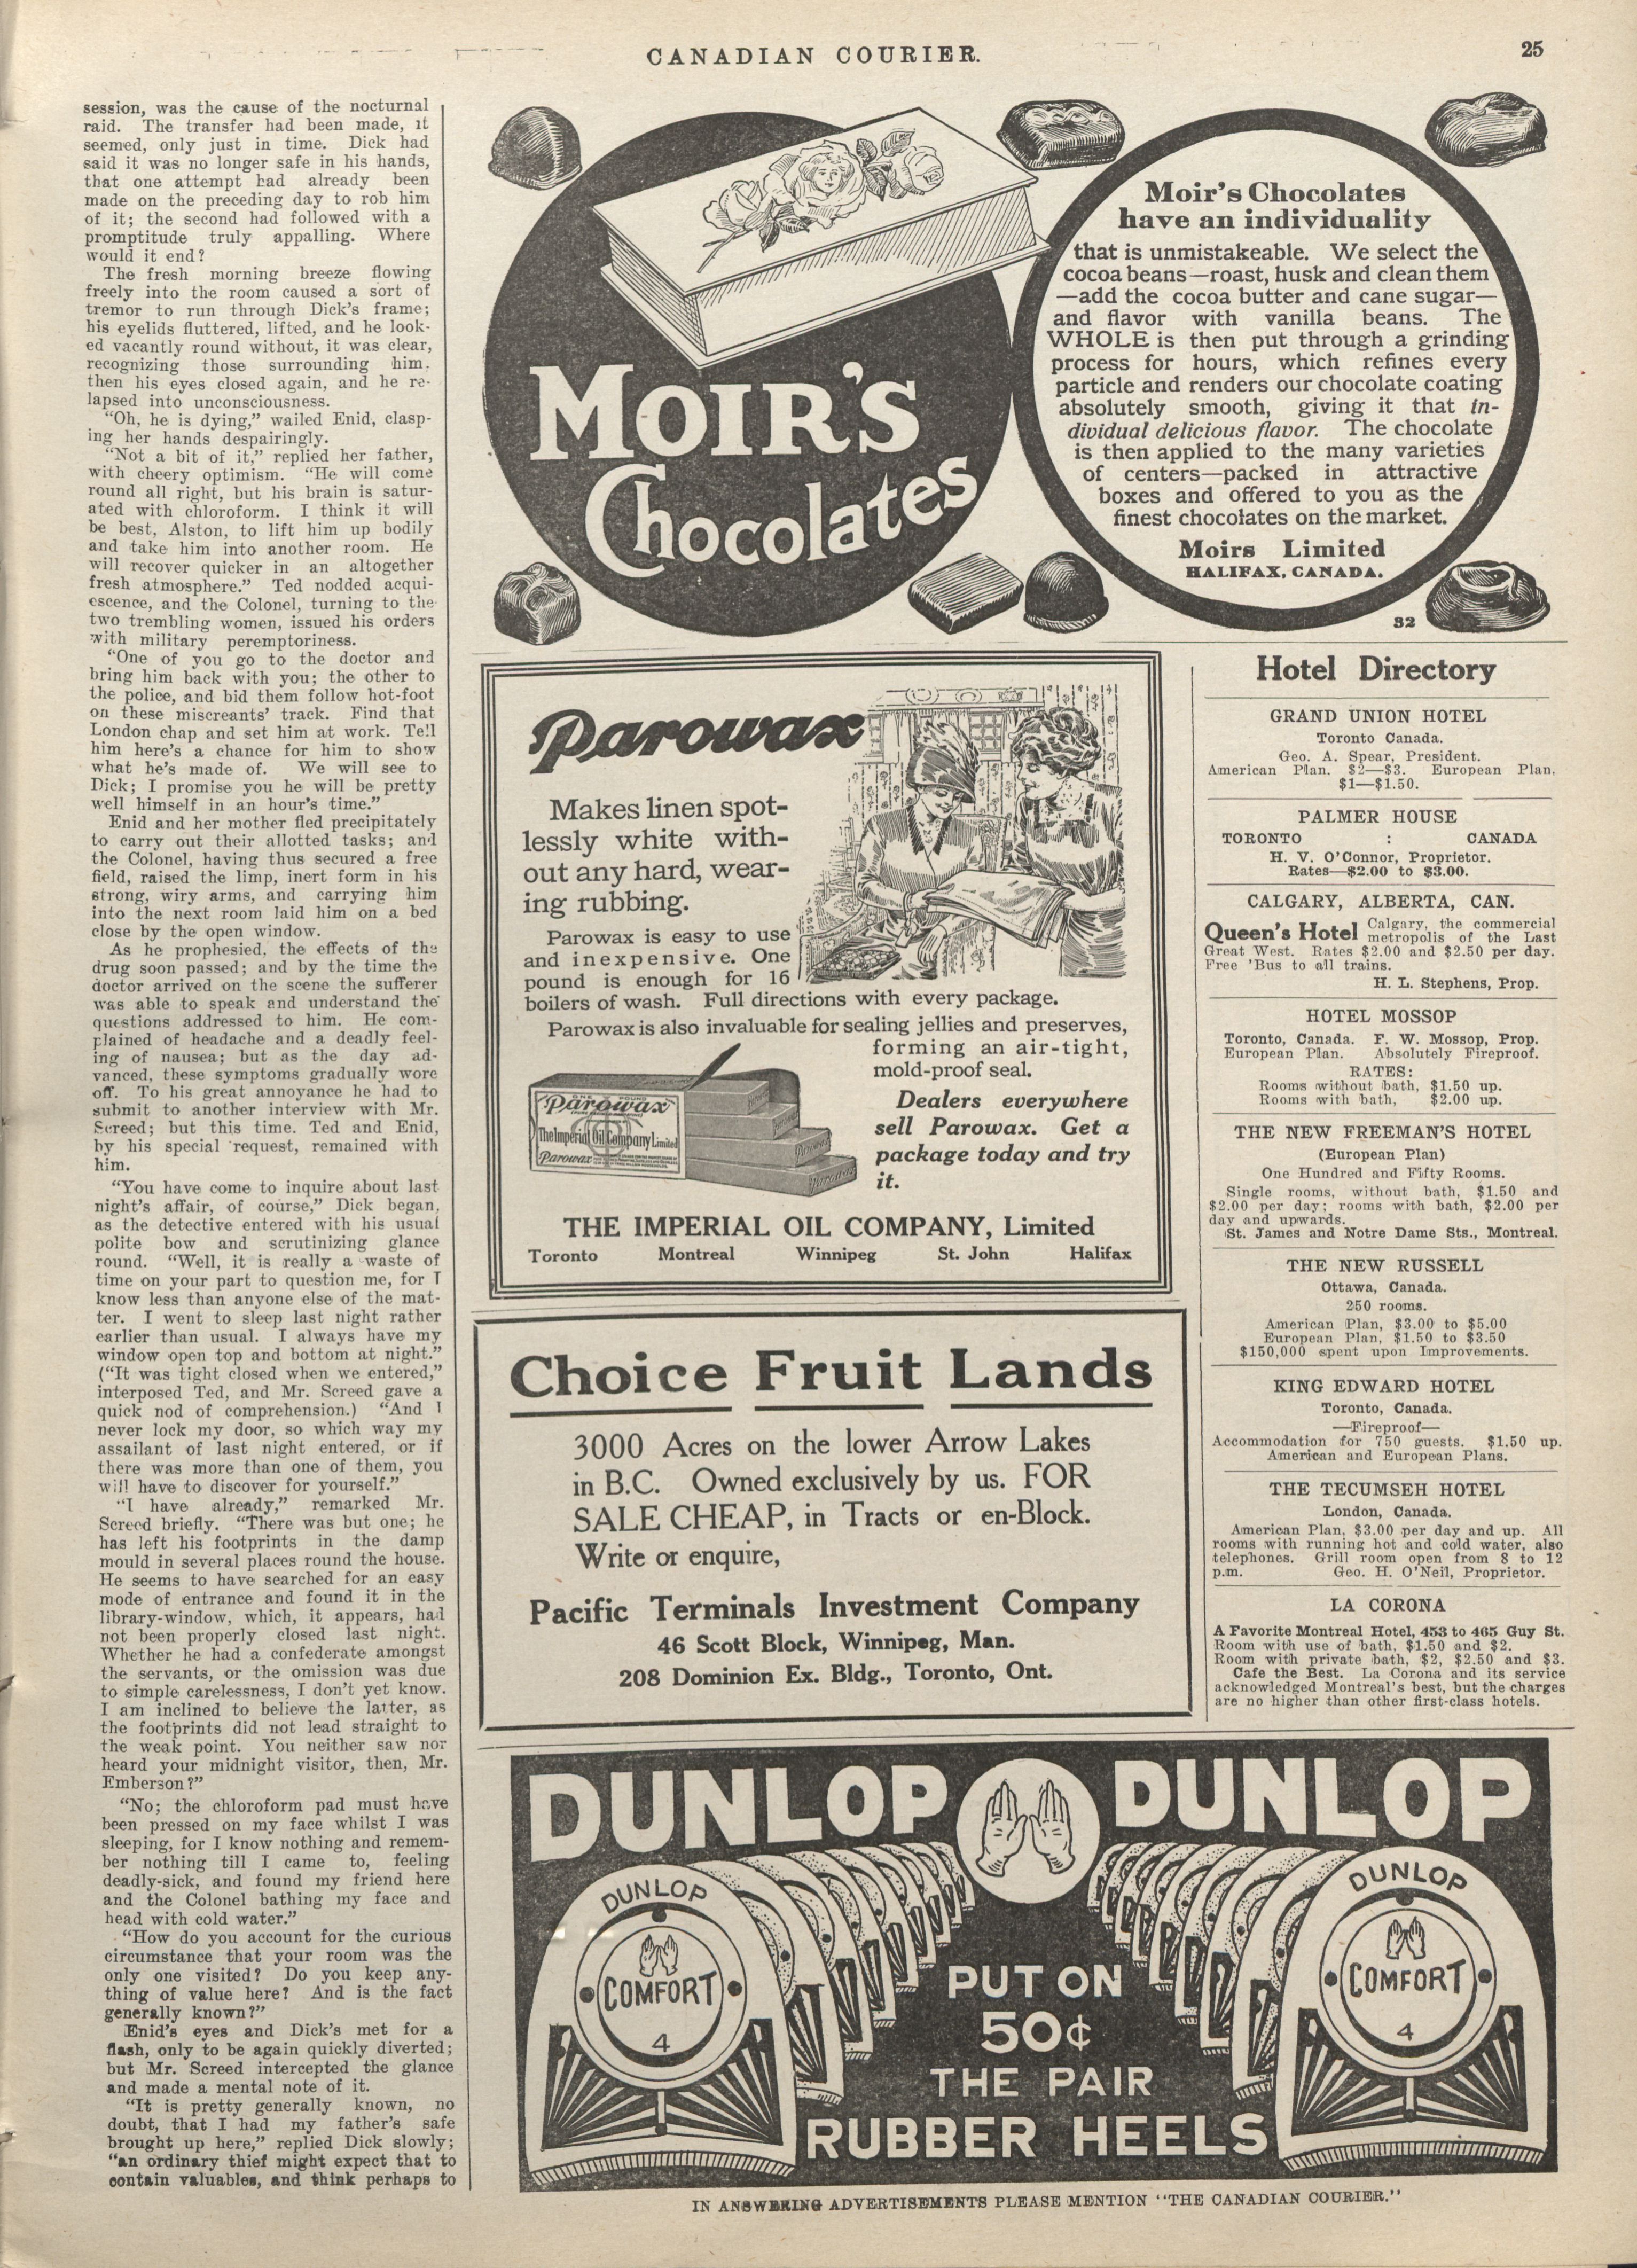 CANADIAN COURIER.
25
session, was the cause of the nocturnal
raid. The transfer had been made, it
seemed, only just in time. Dick had
said it was no longer safe in his hands,
that one attempt had already been
made on the preceding day to rob him
of it; the second had followed with a
promptitude truly appalling. Where
would it end?
The fresh morning breeze flowing
freely into the room caused a sort of
tremor to run through Dick's frame;
his eyelids fluttered, lifted, and he look-
ed vacantly round without, it was clear,
recognizing those surrounding him.
then his eyes closed again, and he re-
lapsed into unconsciousness.
"Oh, he is dying," wailed Enid, clasp-
ing her hands despairingly.
"Not a bit of it," replied her father,
with cheery optimism. "He will come
round all right, but his brain is satur-
ated with chloroform. I think it will
be best, Alston, to lift him up bodily
and take him into another room. He
will recover quicker in an altogether
fresh atmosphere." Ted nodded acqui-
escence, and the Colonel, turning to the
two trembling women, issued his orders
with military peremptoriness.
"One of you go to the doctor and
bring him back with you; the other to
the police, and bid them follow hot-foot
on these miscreants' track. Find that
London chap and set him at work. Tell
him here's a chance for him to show
what he's made of. We will see to
Dick; I promise you he will be pretty
well himself in an hour's time."
Enid and her mother fled precipitately
to carry out their allotted tasks; and
the Colonel, having thus secured a free
field, raised the limp, inert form in his
strong, wiry arms, and carrying him
into the next room laid him on a bed
close by the open window.
As he prophesied, the effects of the
drug soon passed; and by the time the
doctor arrived on the scene the sufferer
was able to speak and understand the
questions addressed to him. He com-
plained of headache and a deadly feel-
ing of nausea; but as the day ad-
vanced, these symptoms gradually wore
off. To his great annoyance he had to
submit to another interview with Mr.
Screed; but this time. Ted and Enid,
by his special request, remained with
him.
"You have come to inquire about last
night's affair, of course," Dick began,
as the detective entered with his usual
polite bow and scrutinizing glance
round. "Well, it is really a waste of
time on your part to question me, for I
know less than anyone else of the mat-
ter. I went to sleep last night rather
earlier than usual. I always have my
window open top and bottom at night."
("It was tight closed when we entered,"
interposed Ted, and Mr. Screed gave a
quick nod of comprehension.) "And I
never lock my door, so which way my
assailant of last night entered, or if
there was more than one of them, you
will have to discover for yourself."
"I have already," remarked Mr.
Screed briefly. "There was but one; he
has left his footprints in the damp
mould in several places round the house.
He seems to have searched for an easy
mode of entrance and found it in the
library-window, which, it appears, had
not been properly closed last night.
Whether he had a confederate amongst
the servants, or the omission was due
to simple carelessness, I don't yet know.
I am inclined to believe the latter, as
the footprints did not lead straight to
the weak point. You neither saw nor
heard your midnight visitor, then, Mr.
Emberson?"
"No; the chloroform pad must have
been pressed on my face whilst I was
sleeping, for I know nothing and remem-
ber nothing till I came to, feeling
deadly-sick, and found my friend here
and the Colonel bathing my face and
head with cold water."
"How do you account for the curious
circumstance that your room was the
only one visited? Do you keep any-
thing of value here? And is the fact
generally known?"
Enid's eyes and Dick's met for a
flash, only to be again quickly diverted;
but Mr. Screed intercepted the glance
and made a mental note of it.
"It is pretty generally known, no
doubt, that I had my father's safe
brought up here," replied Dick slowly;
"an ordinary thief might expect that to
contain valuables, and think perhaps to
MOIR'S
Chocolates
Moir's Chocolates
have an individuality
that is unmistakeable. We select the
cocoa beans—roast, husk and clean them
—add the cocoa butter and cane sugar—
and flavor with vanilla beans. The
WHOLE is then put through a grinding
process for hours, which refines every
particle and renders our chocolate coating
absolutely smooth, giving it that in-
dividual delicious flavor. The chocolate
is then applied to the many varieties
of centers—packed in attractive
boxes and offered to you as the
finest chocolates on the market.
Moirs Limited
HALIFAX, CANADA.
32
Parowax
Makes linen spot-
lessly white with-
out any hard, wear-
ing rubbing.
Parowax is easy to use
and inexpensive. One
pound is enough for 16
boilers of wash. Full directions with every package.
Parowax is also invaluable for sealing jellies and preserves,
forming an air-tight,
mold-proof seal.
Dealers everywhere
sell Parowax. Get a
package today and try
it.
Parowax
The Imperial Oil Company Limited
Parowax
THE IMPERIAL OIL COMPANY, Limited
Toronto Montreal Winnipeg St. John Halifax
Choice Fruit Lands
3000 Acres on the lower Arrow Lakes
in B.C. Owned exclusively by us. FOR
SALE CHEAP, in Tracts or en-Block.
Write or enquire,
Pacific Terminals Investment Company
46 Scott Block, Winnipeg, Man.
208 Dominion Ex. Bldg., Toronto, Ont.
Hotel Directory
GRAND UNION HOTEL
Toronto Canada.
Geo. A. Spear, President.
American Plan. $2—$3. European Plan,
$1—$1.50.
PALMER HOUSE
TORONTO : CANADA
H. V. O'Connor, Proprietor.
Rates—$2.00 to $3.00.
CALGARY, ALBERTA, CAN.
Queen's Hotel Calgary, the commercial
metropolis of the Last
Great West. Rates $2.00 and $2.50 per day.
Free 'Bus to all trains.
H. L. Stephens, Prop.
HOTEL MOSSOP
Toronto, Canada. F. W. Mossop, Prop.
European Plan. Absolutely Fireproof.
RATES:
Rooms without bath, $1.50 up.
Rooms with bath, $2.00 up.
THE NEW FREEMAN'S HOTEL
(European Plan)
One Hundred and Fifty Rooms.
Single rooms, without bath, $1.50 and
$2.00 per day; rooms with bath, $2.00 per
day and upwards.
St. James and Notre Dame Sts., Montreal.
THE NEW RUSSELL
Ottawa, Canada.
250 rooms.
American Plan, $3.00 to $5.00
European Plan, $1.50 to $3.50
$150,000 spent upon Improvements.
KING EDWARD HOTEL
Toronto, Canada.
—Fireproof—
Accommodation for 750 guests. $1.50 up.
American and European Plans.
THE TECUMSEH HOTEL
London, Canada.
American Plan, $3.00 per day and up. All
rooms with running hot and cold water, also
telephones. Grill room open from 8 to 12
p.m. Geo. H. O'Neil, Proprietor.
LA CORONA
A Favorite Montreal Hotel, 453 to 465 Guy St.
Room with use of bath, $1.50 and $2.
Room with private bath, $2, $2.50 and $3.
Cafe the Best. La Corona and its service
acknowledged Montreal's best, but the charges
are no higher than other first-class hotels.
DUNLOP DUNLOP
DUNLOP
COMFORT
4
DUNLOP
COMFORT
4
PUT ON
50¢
THE PAIR
RUBBER HEELS
IN ANSWERING ADVERTISEMENTS PLEASE MENTION "THE CANADIAN COURIER."